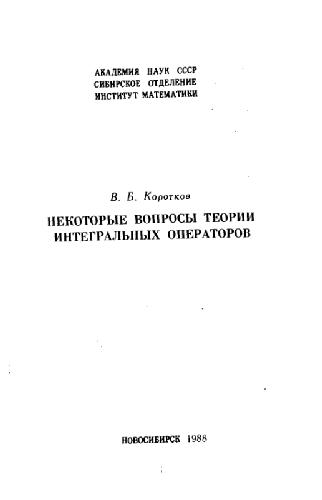 АКАДЕМИЯ НАУК СССР
СИБИРСКОЕ ОТДЕЛЕНИЕ
ИНСТИТУТ МАТЕМАТИКИ
В. Б. Коротков
НЕКОТОРЫЕ ВОПРОСЫ ТЕОРИИ
ИНТЕГРАЛЬНЫХ ОПЕРАТОРОВ
НОВОСИБИРСК 1988